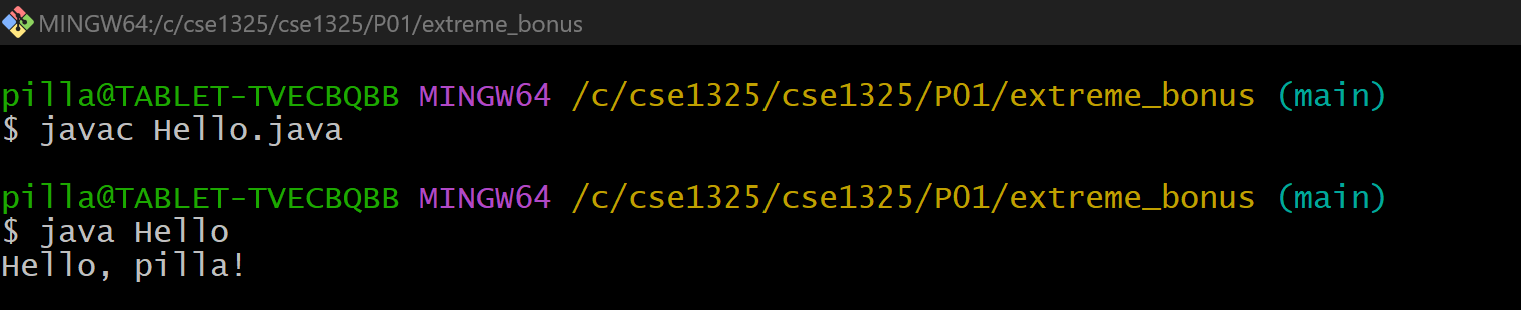 MINGW64:/c/cse1325/cse1325/P01/extreme_bonus
pilla@TABLET-TVECBQBB MINGW64 /c/cse1325/cse1325/P01/extreme_bonus (main)
$ javac Hello.java
pilla@TABLET-TVECBQBB MINGW64 /c/cse1325/cse1325/P01/extreme_bonus (main)
$ java Hello
Hello, pilla!